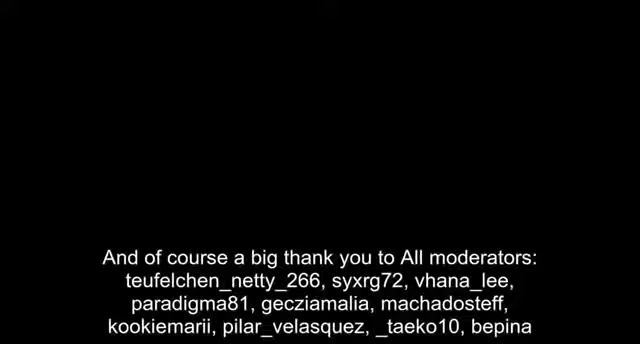 And of course a big thank you to All moderators:
teufelchen_netty_266, syxrg72, vhana_lee,
paradigma81, gecziamalia, machadosteff,
kookiemarii, pilar_velasquez, _taeko10, bepina